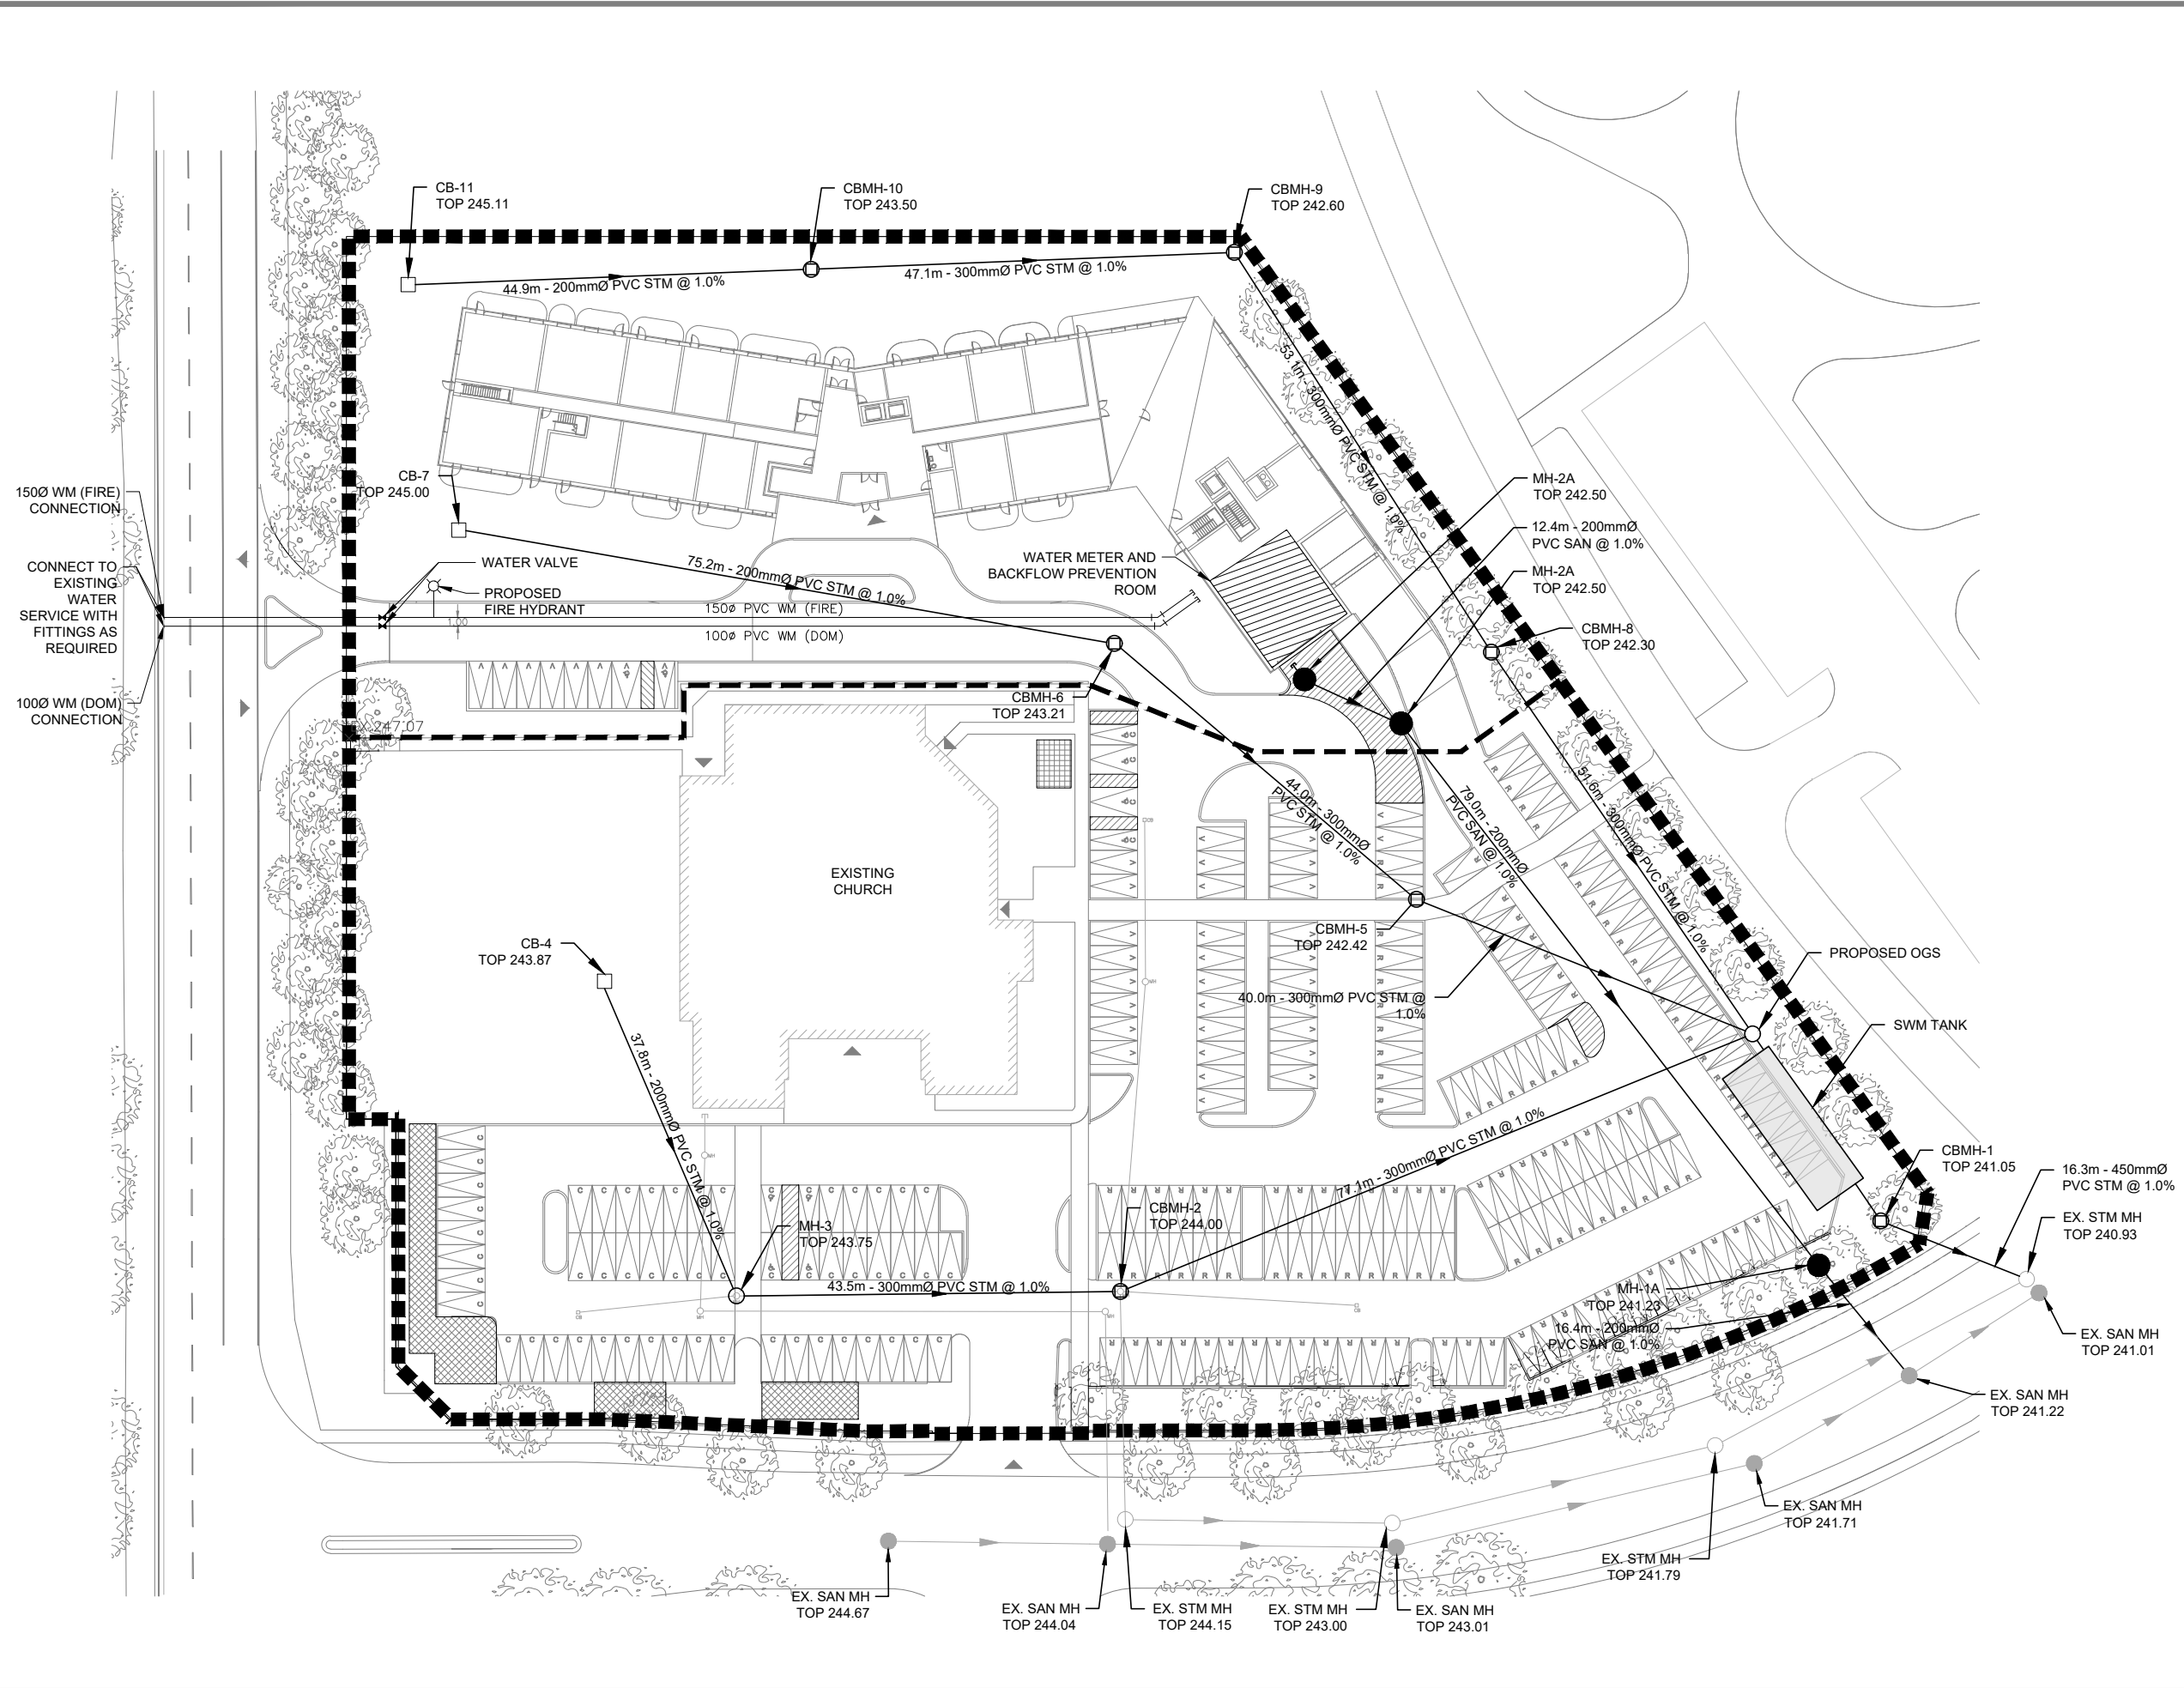 CB-11
TOP 245.11
CBMH-10
TOP 243.50
CBMH-9
TOP 242.60
44.9m - 200mmØ PVC STM @ 1.0%
47.1m - 300mmØ PVC STM @ 1.0%
53.1m - 300mmØ PVC STM @ 1.0%
CB-7
TOP 245.00
150Ø WM (FIRE)
CONNECTION
CONNECT TO
EXISTING
WATER
SERVICE WITH
FITTINGS AS
REQUIRED
100Ø WM (DOM)
CONNECTION
WATER VALVE
PROPOSED
FIRE HYDRANT
1.00
75.2m - 200mmØ PVC STM @ 1.0%
150ø PVC WM (FIRE)
100ø PVC WM (DOM)
WATER METER AND
BACKFLOW PREVENTION
ROOM
MH-2A
TOP 242.50
12.4m - 200mmØ
PVC SAN @ 1.0%
MH-2A
TOP 242.50
CBMH-8
TOP 242.30
CBMH-6
TOP 243.21
247.07
44.0m - 300mmØ
PVC STM @ 1.0%
79.0m - 200mmØ
PVC SAN @ 1.0%
51.6m - 300mmØ PVC STM @ 1.0%
EXISTING
CHURCH
CBMH-5
TOP 242.42
CB-4
TOP 243.87
40.0m - 300mmØ PVC STM @
1.0%
PROPOSED OGS
SWM TANK
37.8m - 200mmØ PVC STM @ 1.0%
77.1m - 300mmØ PVC STM @ 1.0%
CBMH-1
TOP 241.05
16.3m - 450mmØ
PVC STM @ 1.0%
EX. STM MH
TOP 240.93
MH-3
TOP 243.75
CBMH-2
TOP 244.00
43.5m - 300mmØ PVC STM @ 1.0%
MH-1A
TOP 241.23
16.4m - 200mmØ
PVC SAN @ 1.0%
EX. SAN MH
TOP 241.01
EX. SAN MH
TOP 241.22
EX. SAN MH
TOP 241.71
EX. STM MH
TOP 241.79
EX. SAN MH
TOP 244.67
EX. SAN MH
TOP 244.04
EX. STM MH
TOP 244.15
EX. STM MH
TOP 243.00
EX. SAN MH
TOP 243.01